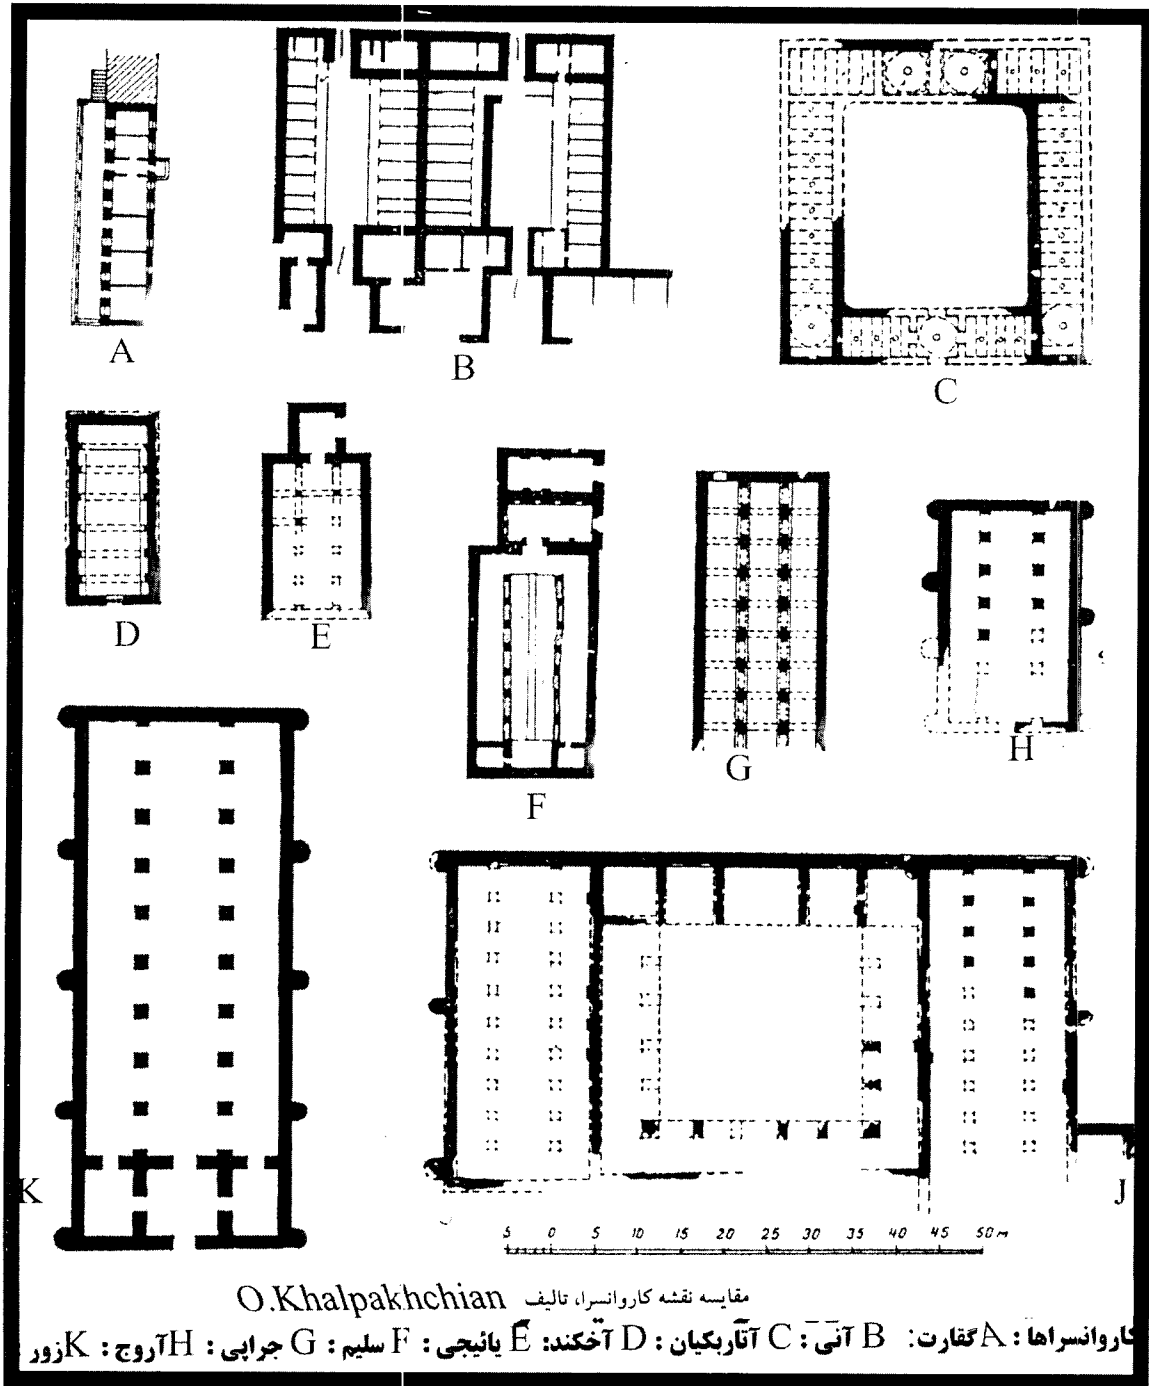 A
B
C
D
E
F
G
H
K
J
5 0 5 10 15 20 25 30 35 40 45 50 м
مقایسه نقشه کاروانسرا، تالیف O.Khalpakhchian
کاروانسراها : A گقارت: B آنی : C آتاربکیان : D آخکند: E یائیجی : F سلیم : G جرابی : H آروج : K زور :